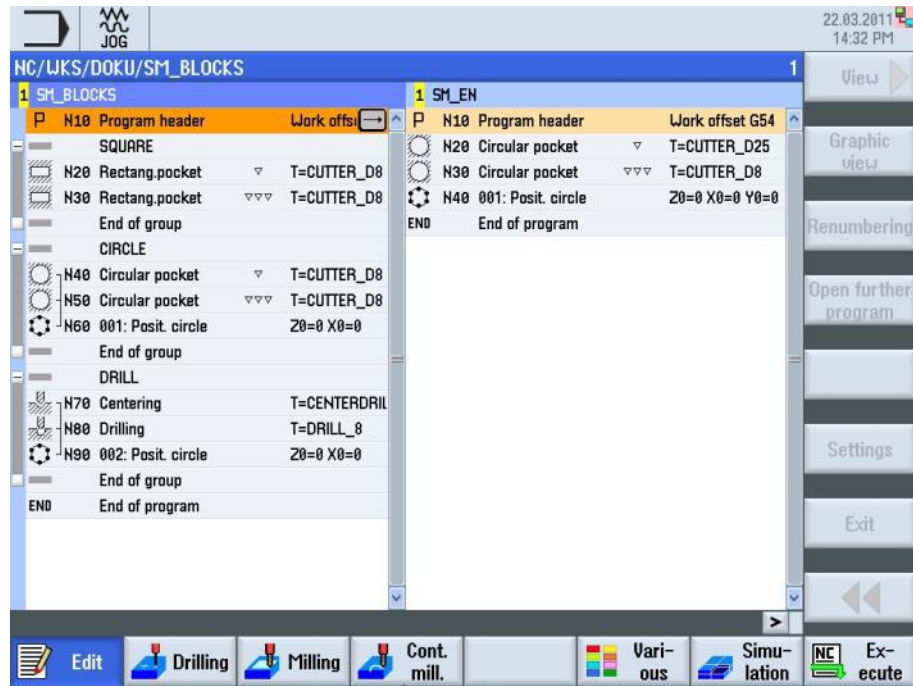 22.03.2011
14:32 PM
JOG
NC/WKS/DOKU/SM_BLOCKS 1
1 SM_BLOCKS
P N10 Program header Work offs
SQUARE
N20 Rectang.pocket ▽ T=CUTTER_D8
N30 Rectang.pocket ▽▽▽ T=CUTTER_D8
End of group
CIRCLE
N40 Circular pocket ▽ T=CUTTER_D8
N50 Circular pocket ▽▽▽ T=CUTTER_D8
N60 001: Posit. circle Z0=0 X0=0
End of group
DRILL
N70 Centering T=CENTERDRIL
N80 Drilling T=DRILL_8
N90 002: Posit. circle Z0=0 X0=0
End of group
END End of program
1 SM_EN
P N10 Program header Work offset G54
N20 Circular pocket ▽ T=CUTTER_D25
N30 Circular pocket ▽▽▽ T=CUTTER_D8
N40 001: Posit. circle Z0=0 X0=0 Y0=0
END End of program
View
Graphic
view
Renumbering
Open further
program
Settings
Exit
>
Edit
Drilling
Milling
Cont.
mill.
Vari-
ous
Simu-
lation
NC Ex-
ecute